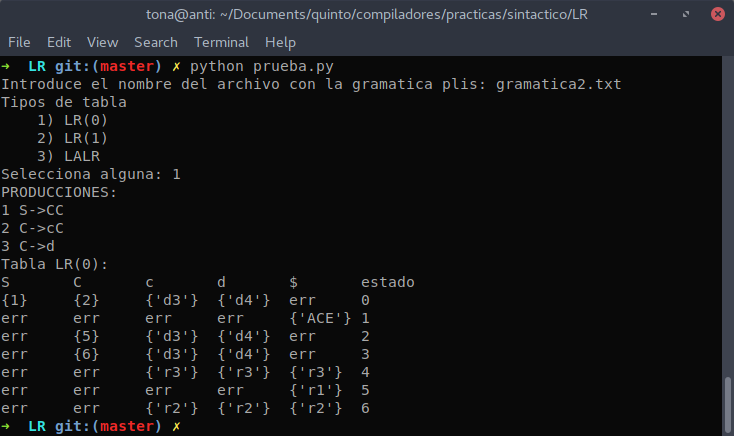 tona@anti: ~/Documents/quinto/compiladores/practicas/sintactico/LR
File Edit View Search Terminal Help
➜ LR git:(master) ✗ python prueba.py
Introduce el nombre del archivo con la gramatica plis: gramatica2.txt
Tipos de tabla
    1) LR(0)
    2) LR(1)
    3) LALR
Selecciona alguna: 1
PRODUCCIONES:
1 S->CC
2 C->cC
3 C->d
Tabla LR(0):
S       C       c       d       $       estado
{1}     {2}     {'d3'}  {'d4'}  err     0
err     err     err     err     {'ACE'} 1
err     {5}     {'d3'}  {'d4'}  err     2
err     {6}     {'d3'}  {'d4'}  err     3
err     err     {'r3'}  {'r3'}  {'r3'}  4
err     err     err     err     {'r1'}  5
err     err     {'r2'}  {'r2'}  {'r2'}  6
➜ LR git:(master) ✗